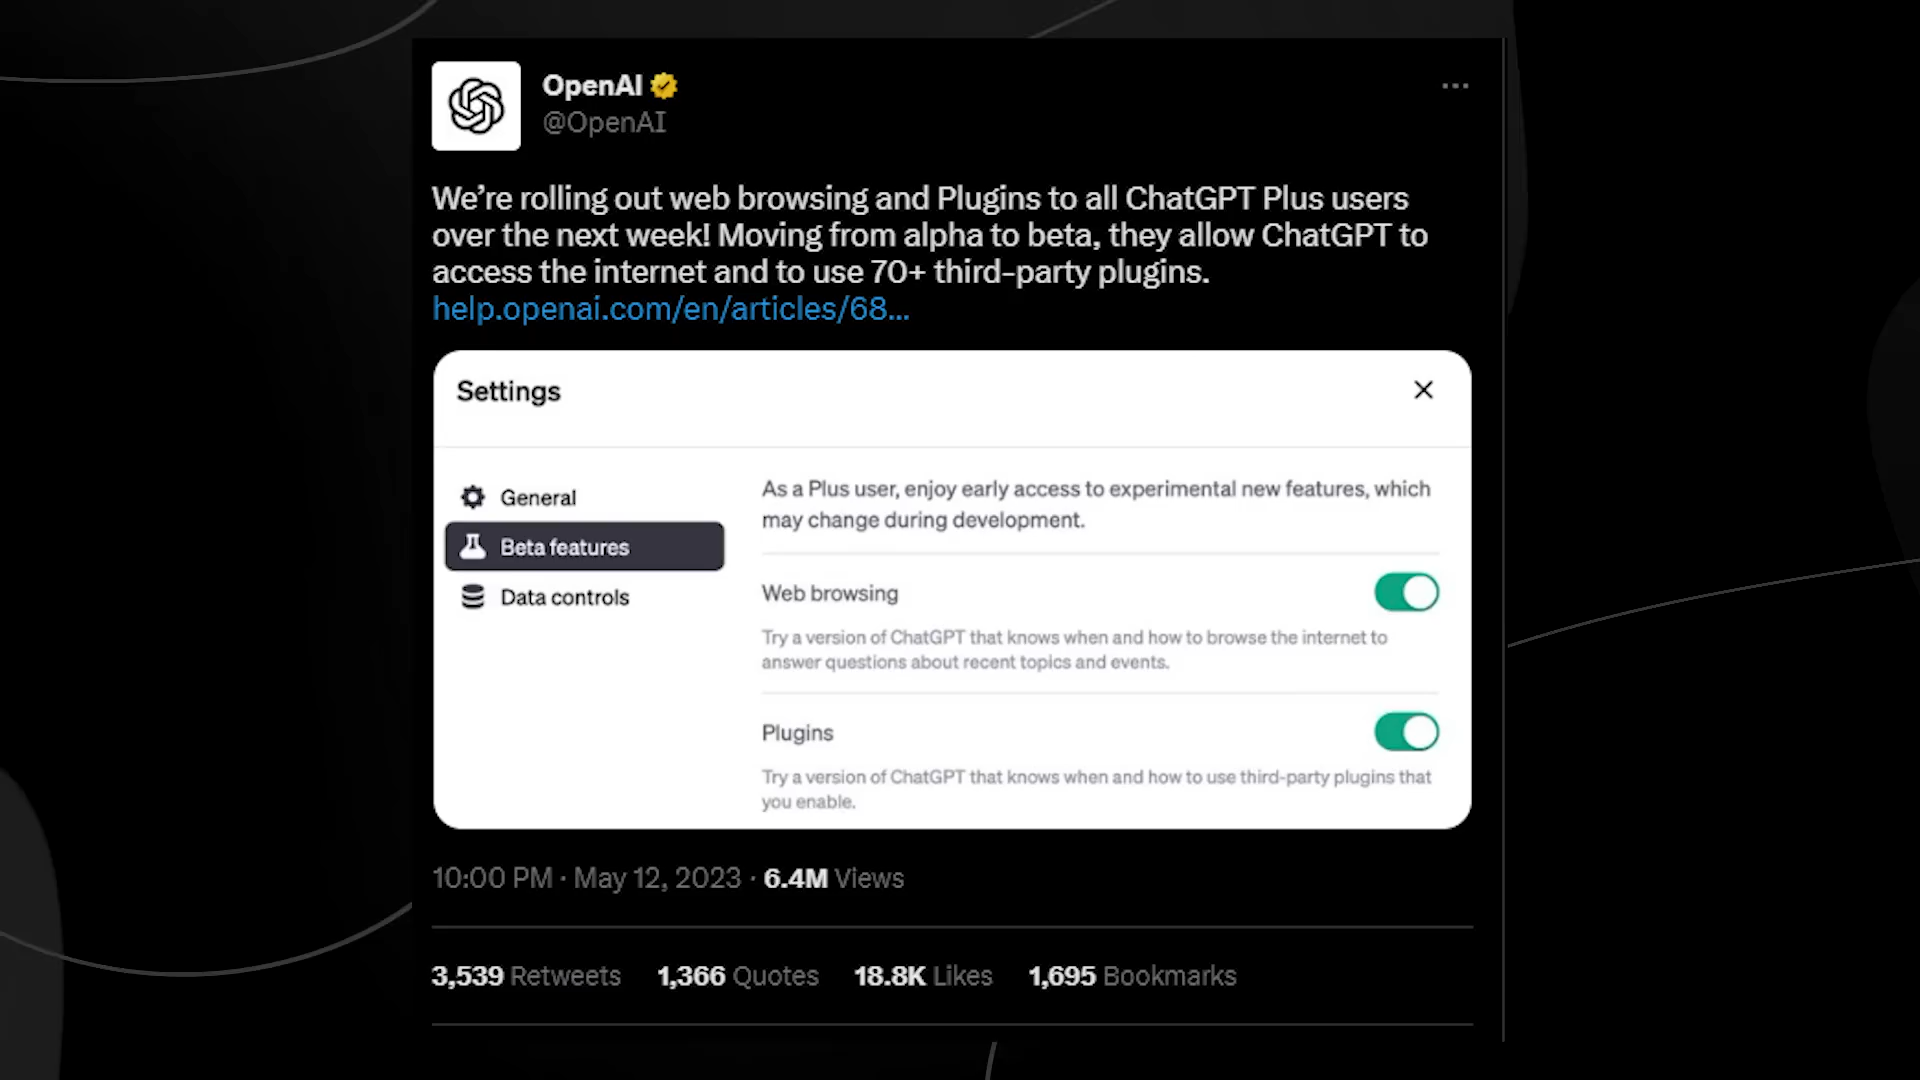 OpenAI
@OpenAI
We’re rolling out web browsing and Plugins to all ChatGPT Plus users
over the next week! Moving from alpha to beta, they allow ChatGPT to
access the internet and to use 70+ third-party plugins.
help.openai.com/en/articles/68...
Settings
General
Beta features
Data controls
As a Plus user, enjoy early access to experimental new features, which
may change during development.
Web browsing
Try a version of ChatGPT that knows when and how to browse the internet to
answer questions about recent topics and events.
Plugins
Try a version of ChatGPT that knows when and how to use third-party plugins that
you enable.
10:00 PM · May 12, 2023 · 6.4M Views
3,539 Retweets 1,366 Quotes 18.8K Likes 1,695 Bookmarks